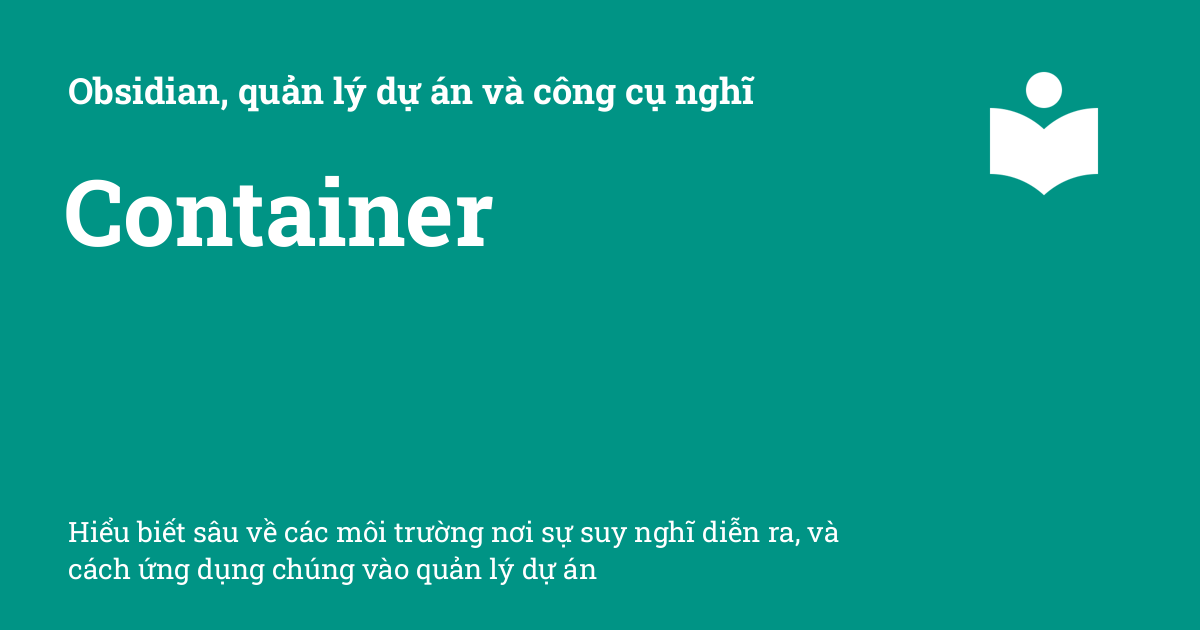 Obsidian, quản lý dự án và công cụ nghĩ
Container
Hiểu biết sâu về các môi trường nơi sự suy nghĩ diễn ra, và
cách ứng dụng chúng vào quản lý dự án